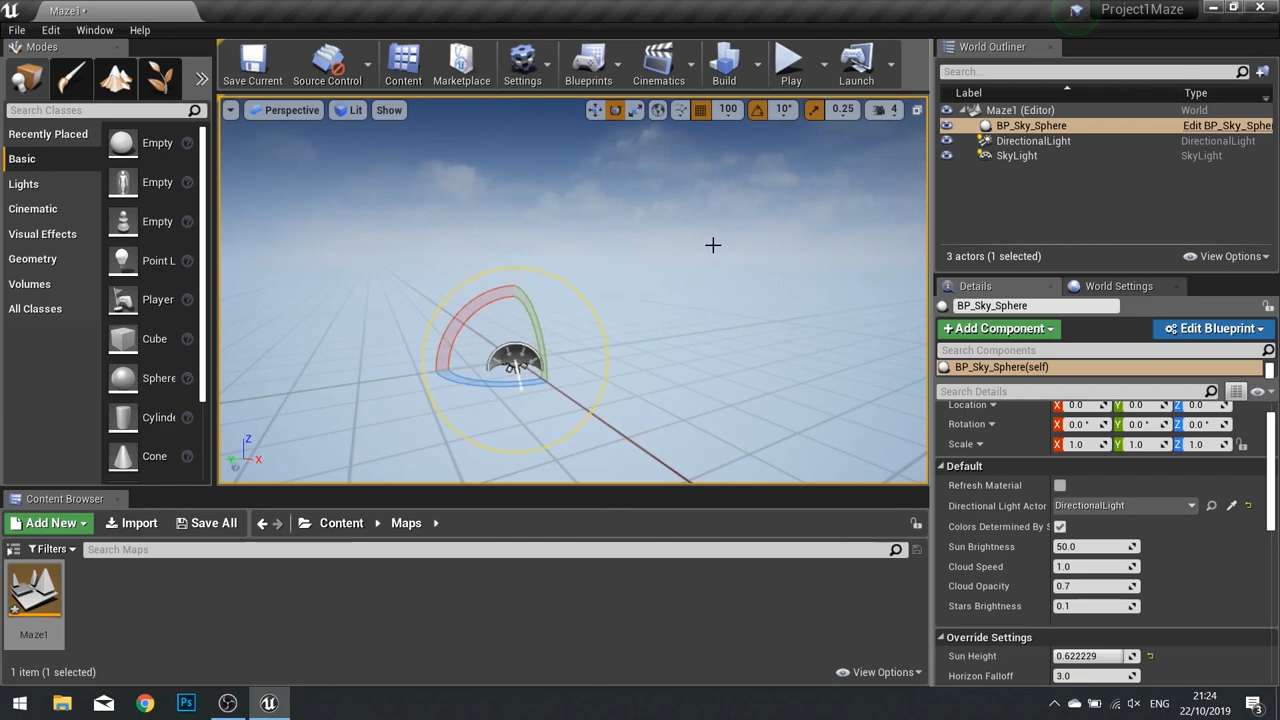 Maze1•
Project1Maze
File Edit Window Help
Modes
Search Classes
Recently Placed
Basic
Lights
Cinematic
Visual Effects
Geometry
Volumes
All Classes
Empty
Empty
Empty
Point L
Player
Cube
Sphere
Cylinde
Cone
Save Current
Source Control
Content
Marketplace
Settings
Blueprints
Cinematics
Build
Play
Launch
Perspective
Lit
Show
100
10°
0.25
4
Z
X
Y
World Outliner
Search...
Label
Type
Maze1 (Editor) World
BP_Sky_Sphere Edit BP_Sky_Sphe
DirectionalLight DirectionalLight
SkyLight SkyLight
3 actors (1 selected)
View Options
Details
World Settings
BP_Sky_Sphere
+ Add Component
Edit Blueprint
Search Components
BP_Sky_Sphere(self)
Search Details
Location X 0.0 Y 0.0 Z 0.0
Rotation X 0.0 ° Y 0.0 ° Z 0.0 °
Scale X 1.0 Y 1.0 Z 1.0
Default
Refresh Material
Directional Light Actor DirectionalLight
Colors Determined By S
Sun Brightness 50.0
Cloud Speed 1.0
Cloud Opacity 0.7
Stars Brightness 0.1
Override Settings
Sun Height 0.622229
Horizon Falloff 3.0
Content Browser
Add New
Import
Save All
Content
Maps
Filters
Search Maps
Maze1
1 item (1 selected)
View Options
Ps
ENG
21:24
22/10/2019
3